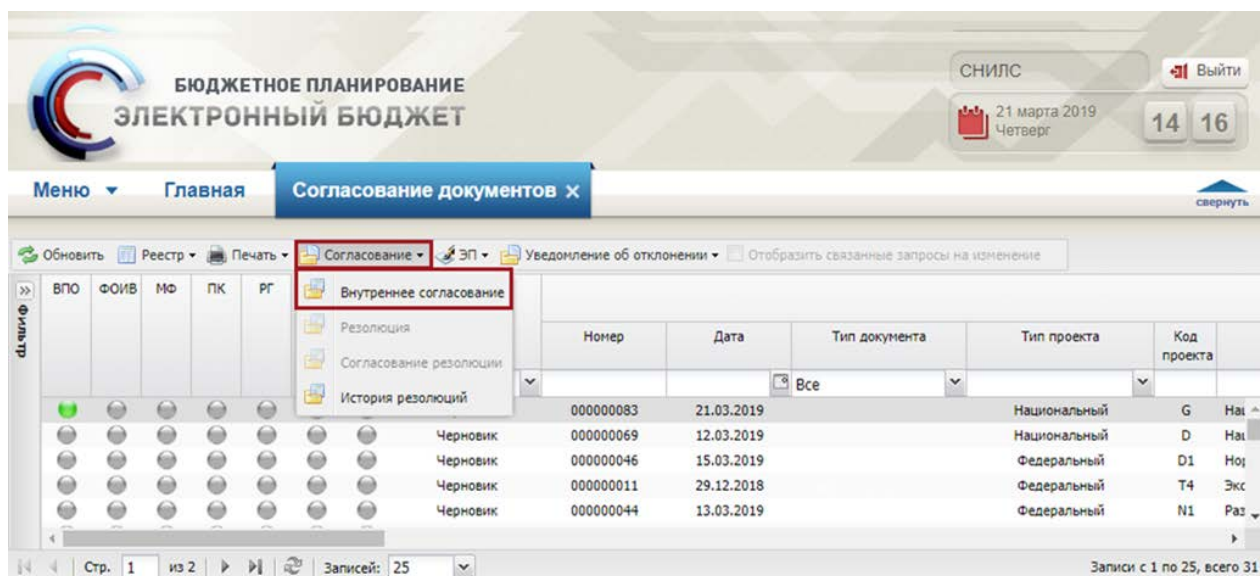 СНИЛС
Выйти
БЮДЖЕТНОЕ ПЛАНИРОВАНИЕ
ЭЛЕКТРОННЫЙ БЮДЖЕТ
21 марта 2019
Четверг
14 16
Меню Главная Согласование документов
свернуть
Обновить Реестр Печать Согласование ЭП Уведомление об отклонении Отобразить связанные запросы на изменение
Фильтр
ВПО ФОИВ МФ ПК РГ
Внутреннее согласование
Резолюция
Согласование резолюции
История резолюций
Номер Дата Тип документа Тип проекта Код проекта
Все
000000083 21.03.2019 Национальный G На
Черновик 000000069 12.03.2019 Национальный D На
Черновик 000000046 15.03.2019 Федеральный D1 Но
Черновик 000000011 29.12.2018 Федеральный T4 Экс
Черновик 000000044 13.03.2019 Федеральный N1 Раз
Стр. 1 из 2 Записей: 25 Записи с 1 по 25, всего 31